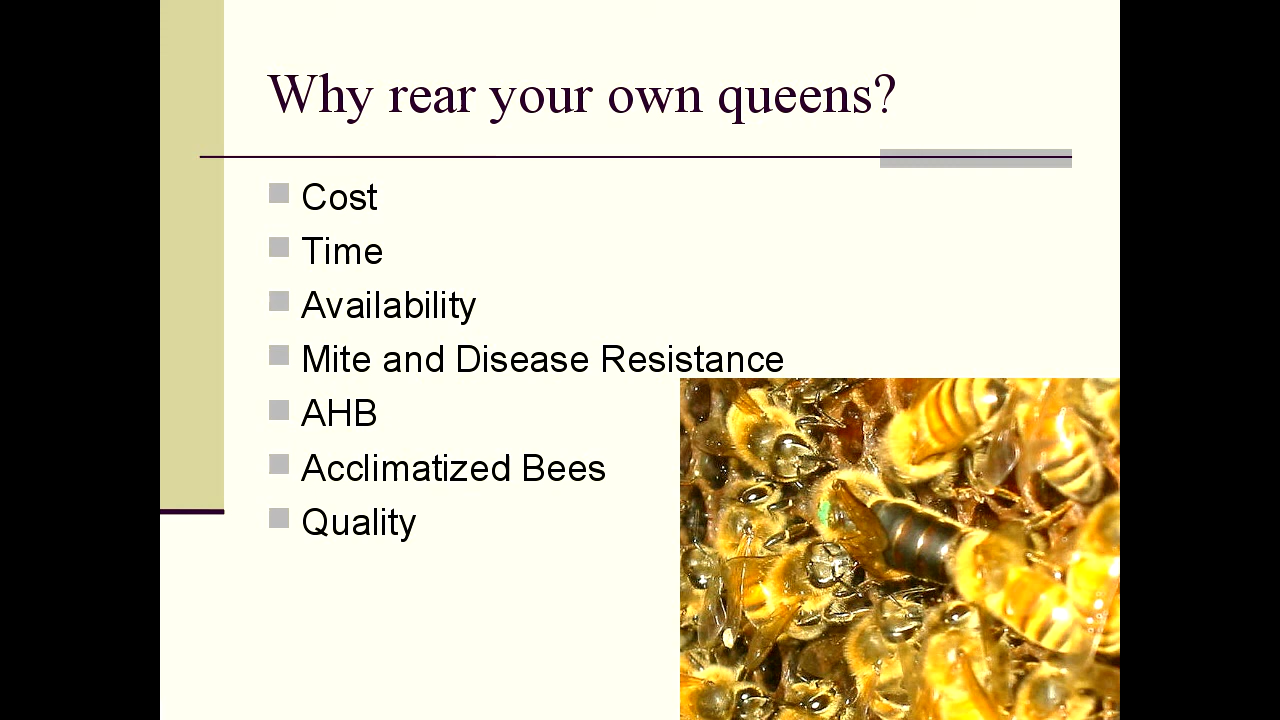 Why rear your own queens?
Cost
Time
Availability
Mite and Disease Resistance
AHB
Acclimatized Bees
Quality